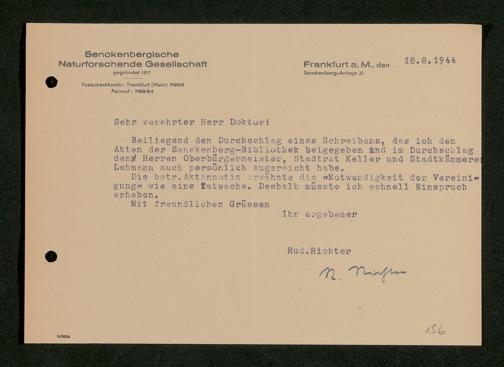 Senckenbergische
Naturforschende Gesellschaft
gegründet 1817
Postscheckkonto: Frankfurt (Main) 7995
Fernruf: 78984
Frankfurt a. M., den 18.8.1944
Senckenberg-Anlage 25
Sehr verehrter Herr Doktor!
Beiliegend den Durchschlag eines Schreibens, das ich den
Akten der Senckenberg-Bibliothek beigegeben und im Durchschlag
den Herren Oberbürgermeister, Stadtrat Keller und Stadtkämmerer
Lehmann auch persönlich zugereicht habe.
Die betr. Aktennotiz erwähnte die "Notwendigkeit der Vereini=
gung" wie eine Tatsache. Deshalb müsste ich schnell Einspruch
erheben.
Mit freundlichen Grüssen
Ihr ergebener
Rud.Richter
R. Richter
156